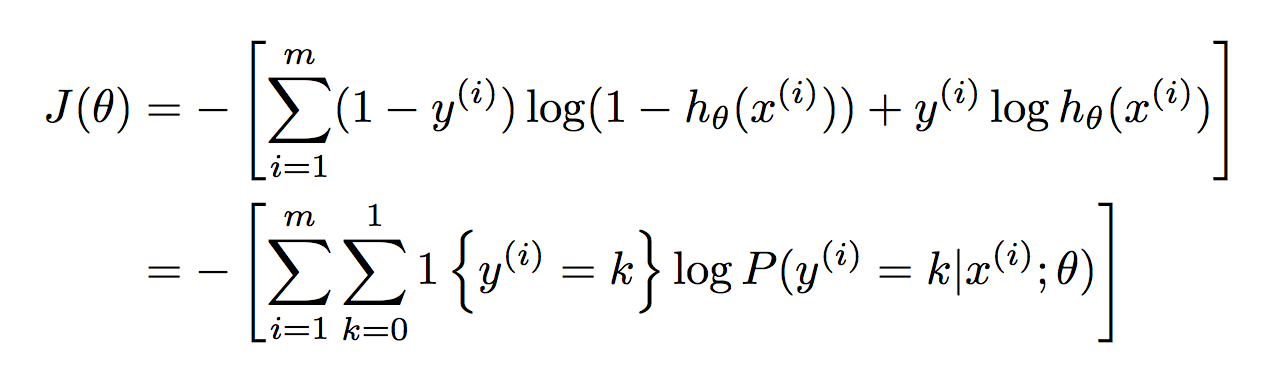 J(θ) = − [ ∑_{i=1}^{m} (1 − y^{(i)}) log(1 − h_θ(x^{(i)})) + y^{(i)} log h_θ(x^{(i)}) ]
= − [ ∑_{i=1}^{m} ∑_{k=0}^{1} 1 { y^{(i)} = k } log P(y^{(i)} = k|x^{(i)}; θ) ]